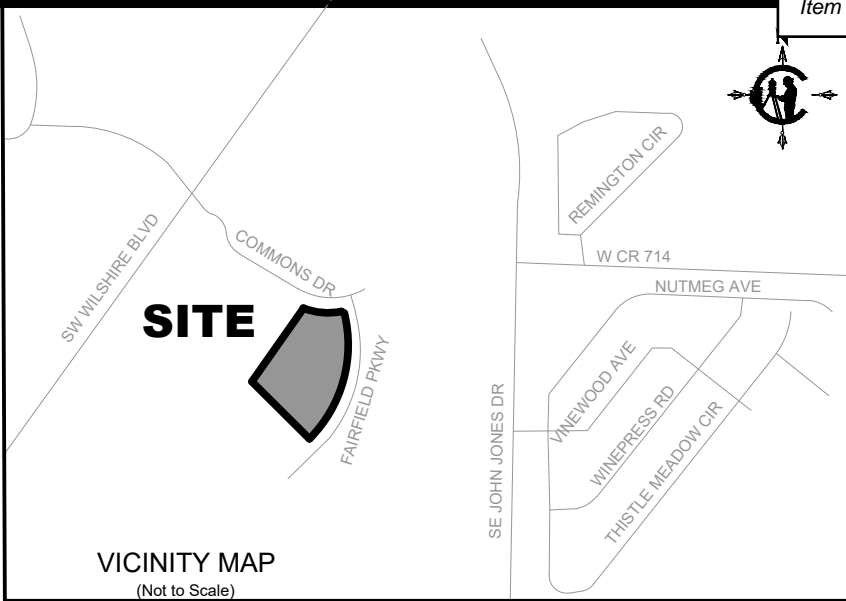 Item
N
REMINGTON CIR
W CR 714
NUTMEG AVE
COMMONS DR
SW WILSHIRE BLVD
SITE
FAIRFIELD PKWY
SE JOHN JONES DR
VINEWOOD AVE
WINEPRESS RD
THISTLE MEADOW CIR
VICINITY MAP
(Not to Scale)